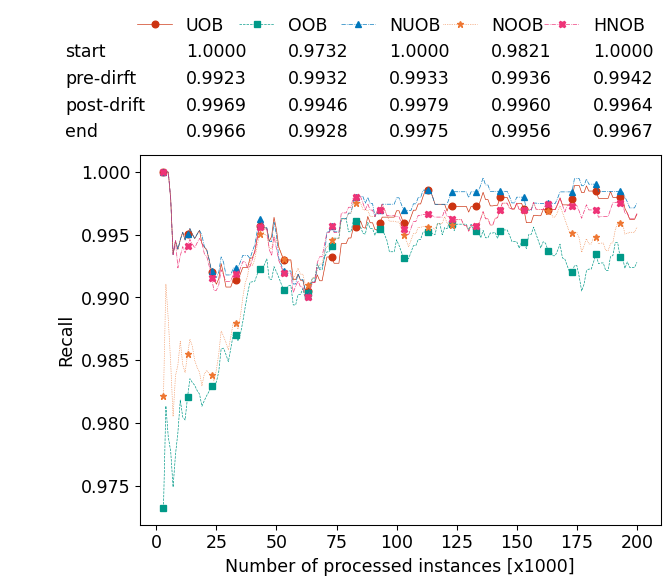 UOB OOB NUOB NOOB HNOB
start 1.0000 0.9732 1.0000 0.9821 1.0000
pre-dirft 0.9923 0.9932 0.9933 0.9936 0.9942
post-drift 0.9969 0.9946 0.9979 0.9960 0.9964
end 0.9966 0.9928 0.9975 0.9956 0.9967
1.000
0.995
0.990
0.985
0.980
0.975
Recall
0 25 50 75 100 125 150 175 200
Number of processed instances [x1000]